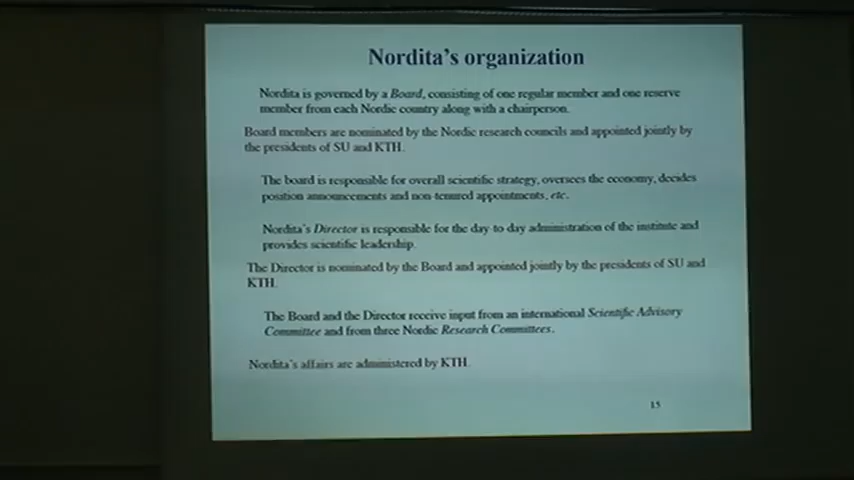 Nordita's organization
Nordita is governed by a Board, consisting of one regular member and one reserve
member from each Nordic country along with a chairperson.
Board members are nominated by the Nordic research councils and appointed jointly by
the presidents of SU and KTH.
The board is responsible for overall scientific strategy, oversees the economy, decides
position announcements and non-tenured appointments, etc.
Nordita's Director is responsible for the day to day administration of the institute and
provides scientific leadership.
The Director is nominated by the Board and appointed jointly by the presidents of SU and
KTH.
The Board and the Director receive input from an international Scientific Advisory
Committee and from three Nordic Research Committees.
Nordita's affairs are administered by KTH.
15